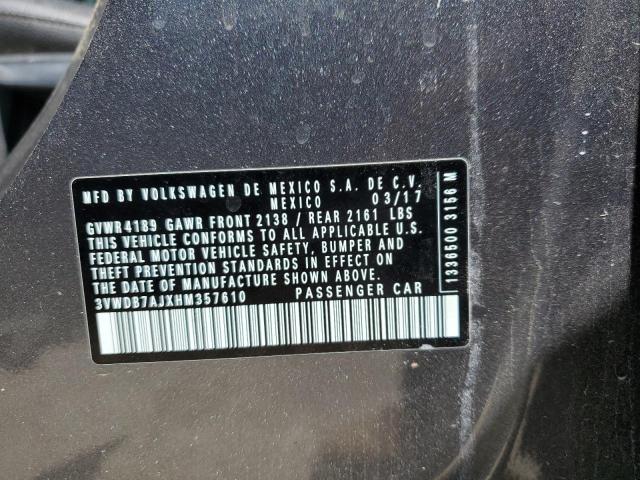 MFD BY VOLKSWAGEN DE MEXICO S.A. DE C.V.
MEXICO 03/17
GVWR4189 GAWR FRONT 2138 / REAR 2161 LBS
THIS VEHICLE CONFORMS TO ALL APPLICABLE U.S.
FEDERAL MOTOR VEHICLE SAFETY, BUMPER AND
THEFT PREVENTION STANDARDS IN EFFECT ON
THE DATE OF MANUFACTURE SHOWN ABOVE.
3VWDB7AJXHM357610 PASSENGER CAR
1336500 3156 M